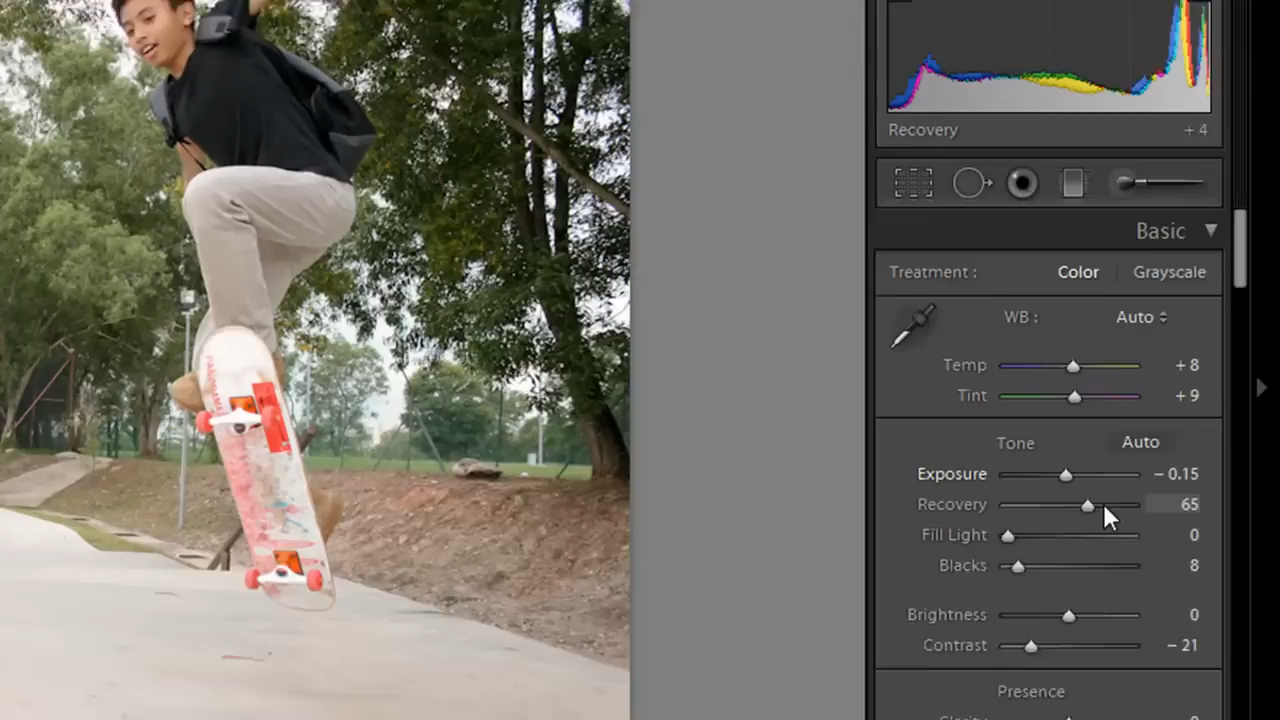 Recovery + 4
Basic
Treatment : Color Grayscale
WB : Auto
Temp + 8
Tint + 9
Tone Auto
Exposure − 0.15
Recovery 65
Fill Light 0
Blacks 8
Brightness 0
Contrast − 21
Presence